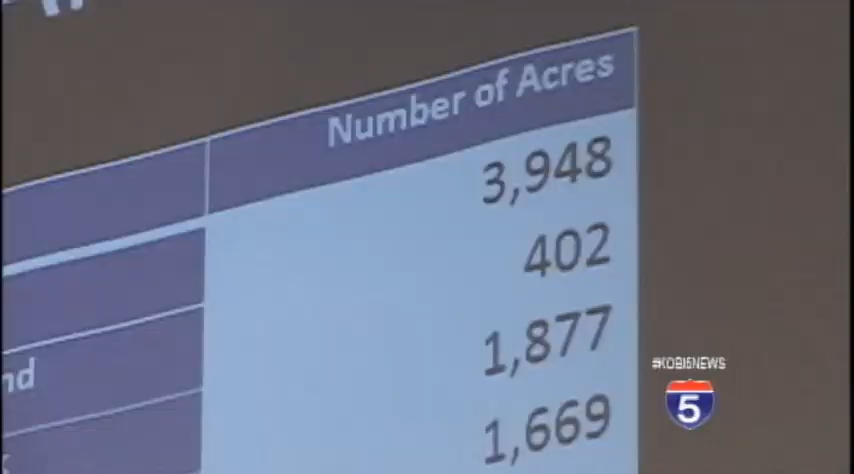 Number of Acres
3,948
402
1,877
nd
1,669
#KOBI5NEWS
5